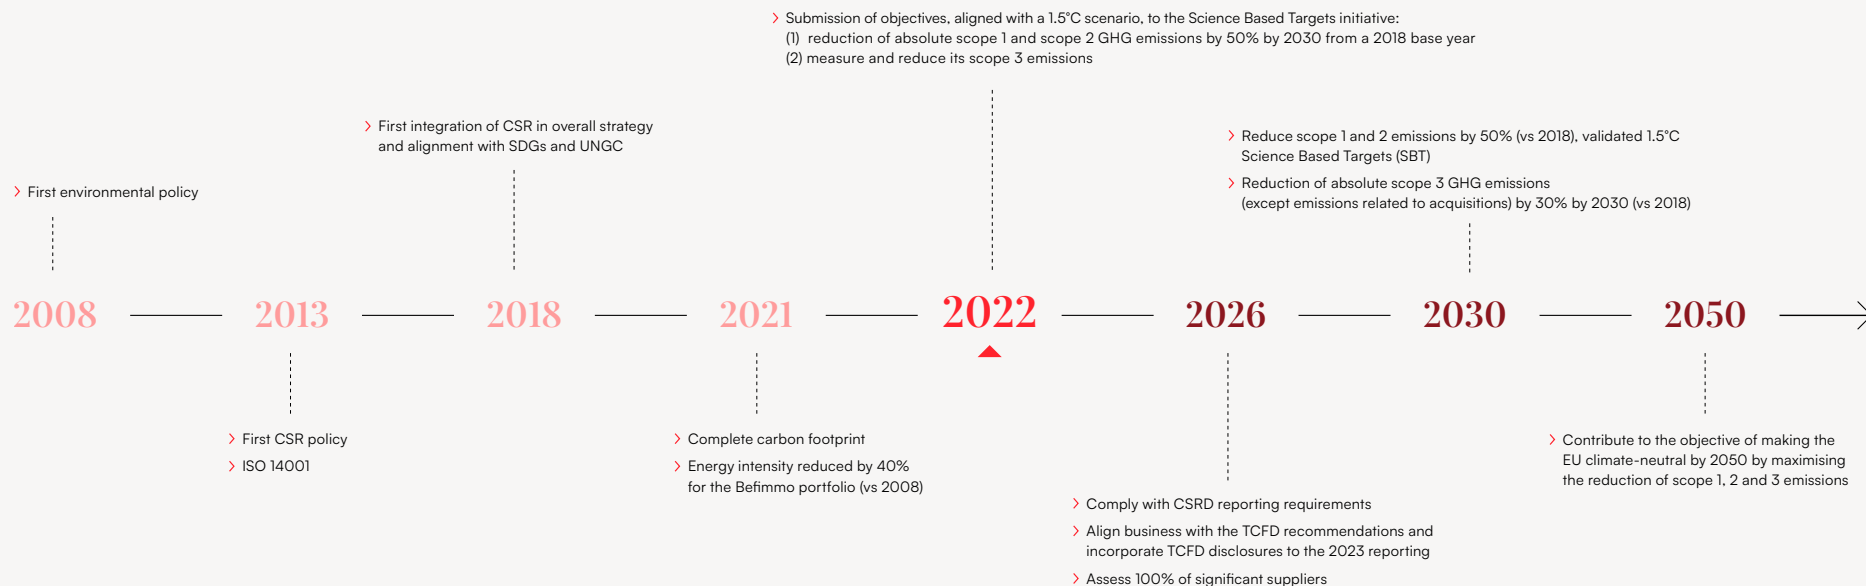 Submission of objectives, aligned with a 1.5°C scenario, to the Science Based Targets initiative:
(1) reduction of absolute scope 1 and scope 2 GHG emissions by 50% by 2030 from a 2018 base year
(2) measure and reduce its scope 3 emissions
First integration of CSR in overall strategy
and alignment with SDGs and UNGC
Reduce scope 1 and 2 emissions by 50% (vs 2018), validated 1.5°C
Science Based Targets (SBT)
Reduction of absolute scope 3 GHG emissions
(except emissions related to acquisitions) by 30% by 2030 (vs 2018)
First environmental policy
2008
2013
2018
2021
2022
2026
2030
2050
First CSR policy
ISO 14001
Complete carbon footprint
Energy intensity reduced by 40%
for the Befimmo portfolio (vs 2008)
Comply with CSRD reporting requirements
Align business with the TCFD recommendations and
incorporate TCFD disclosures to the 2023 reporting
Assess 100% of significant suppliers
Contribute to the objective of making the
EU climate-neutral by 2050 by maximising
the reduction of scope 1, 2 and 3 emissions